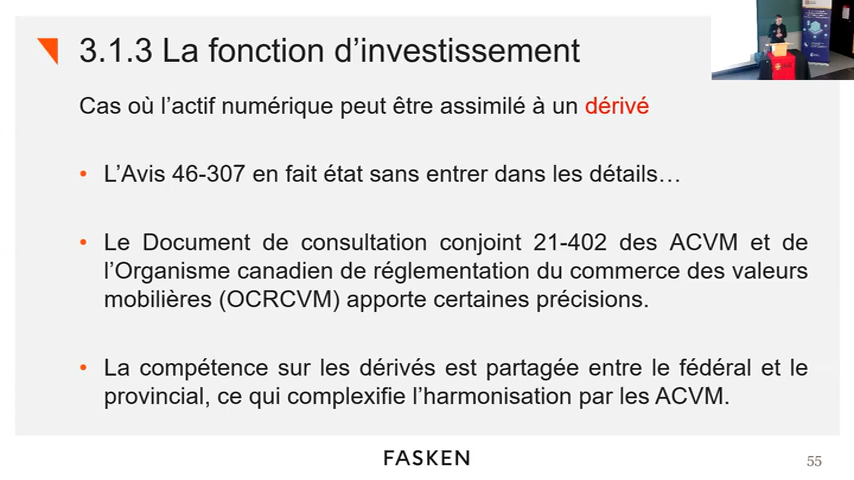 3.1.3 La fonction d’investissement
Cas où l’actif numérique peut être assimilé à un dérivé
• L’Avis 46-307 en fait état sans entrer dans les détails…
• Le Document de consultation conjoint 21-402 des ACVM et de
l’Organisme canadien de réglementation du commerce des valeurs
mobilières (OCRCVM) apporte certaines précisions.
• La compétence sur les dérivés est partagée entre le fédéral et le
provincial, ce qui complexifie l’harmonisation par les ACVM.
FASKEN
55